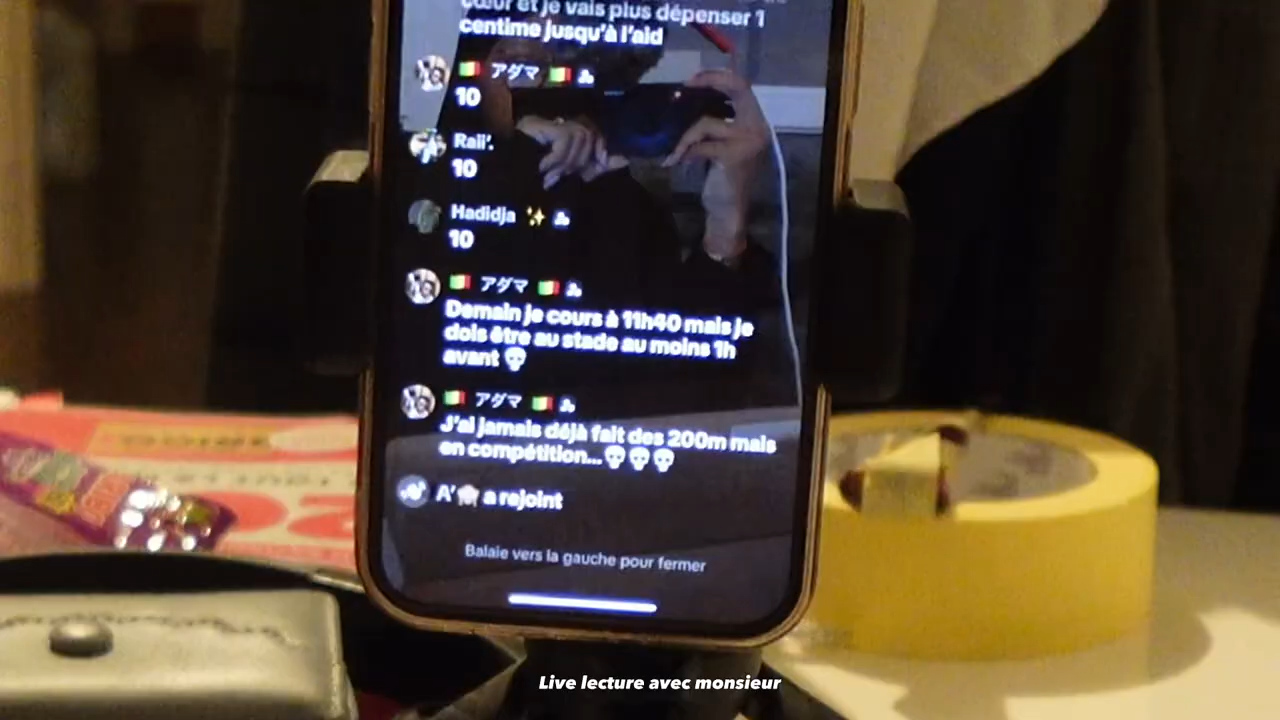 cœur et je vais plus dépenser 1
centime jusqu'à l'aid
アダマ
10
Raii'.
10
Hadidja ✨
10
アダマ
Demain je cours à 11h40 mais je
dois être au stade au moins 1h
avant 💀
アダマ
J'ai jamais déjà fait des 200m mais
en compétition...💀💀💀
A' a rejoint
Balaie vers la gauche pour fermer
Live lecture avec monsieur